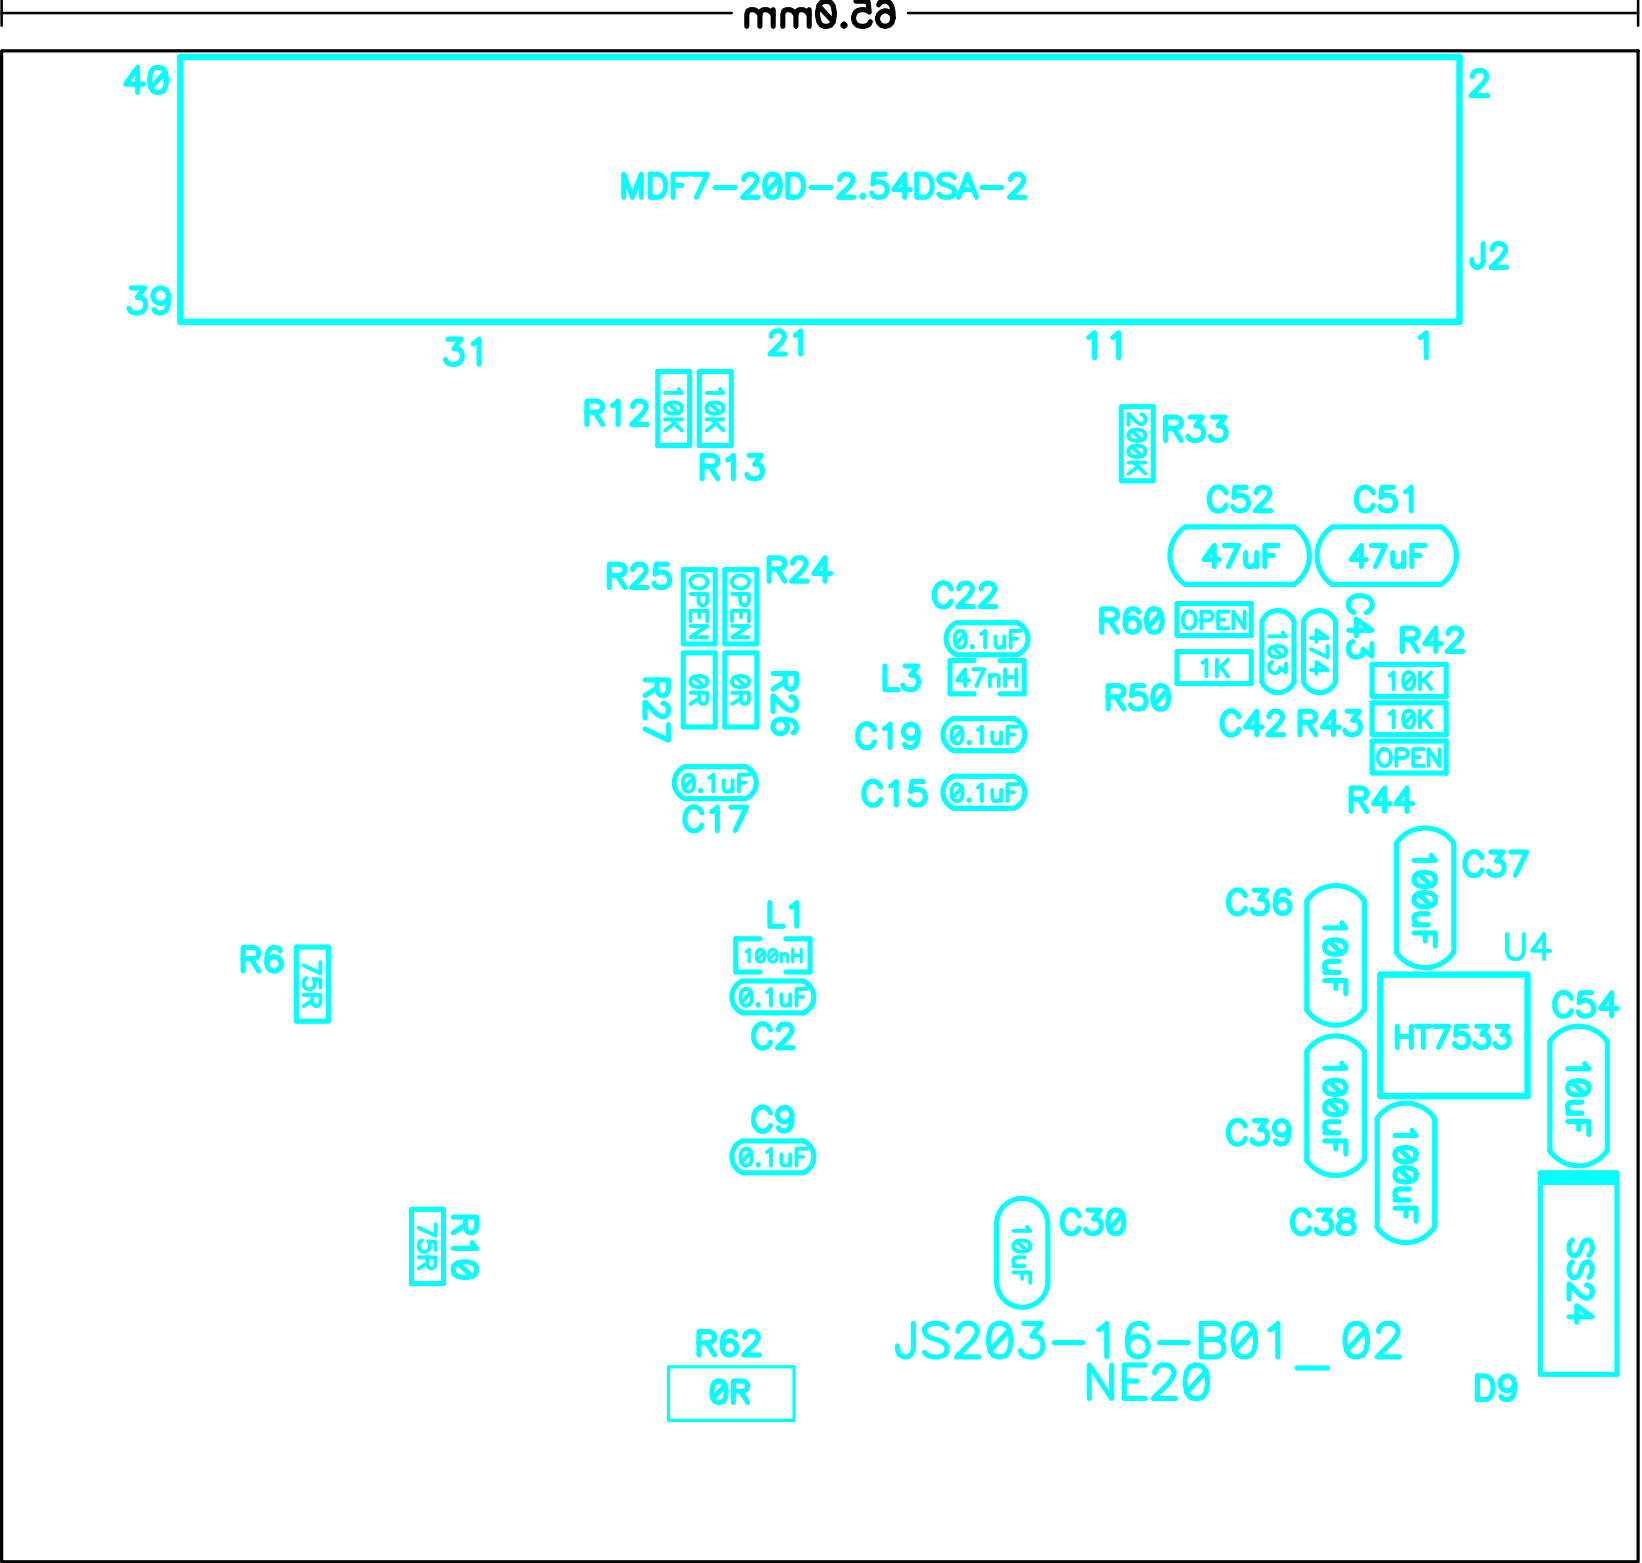 65.0mm
40
2
MDF7-20D-2.54DSA-2
J2
39
31
21
11
1
R12
10K
10K
R13
200K
R33
C52
C51
47uF
47uF
R25
OPEN
OPEN
R24
C22
0.1uF
R60
OPEN
103
474
C43
R42
L3
47nH
1K
10K
R27
0R
0R
R26
R50
C42
R43
10K
C19
0.1uF
OPEN
0.1uF
C17
C15
0.1uF
R44
100uF
C37
L1
C36
10uF
U4
R6
75R
100nH
0.1uF
C2
HT7533
C54
10uF
C9
0.1uF
C39
100uF
100uF
C38
75R
R10
10uF
C30
SS24
R62
0R
JS203-16-B01_02
NE20
D9